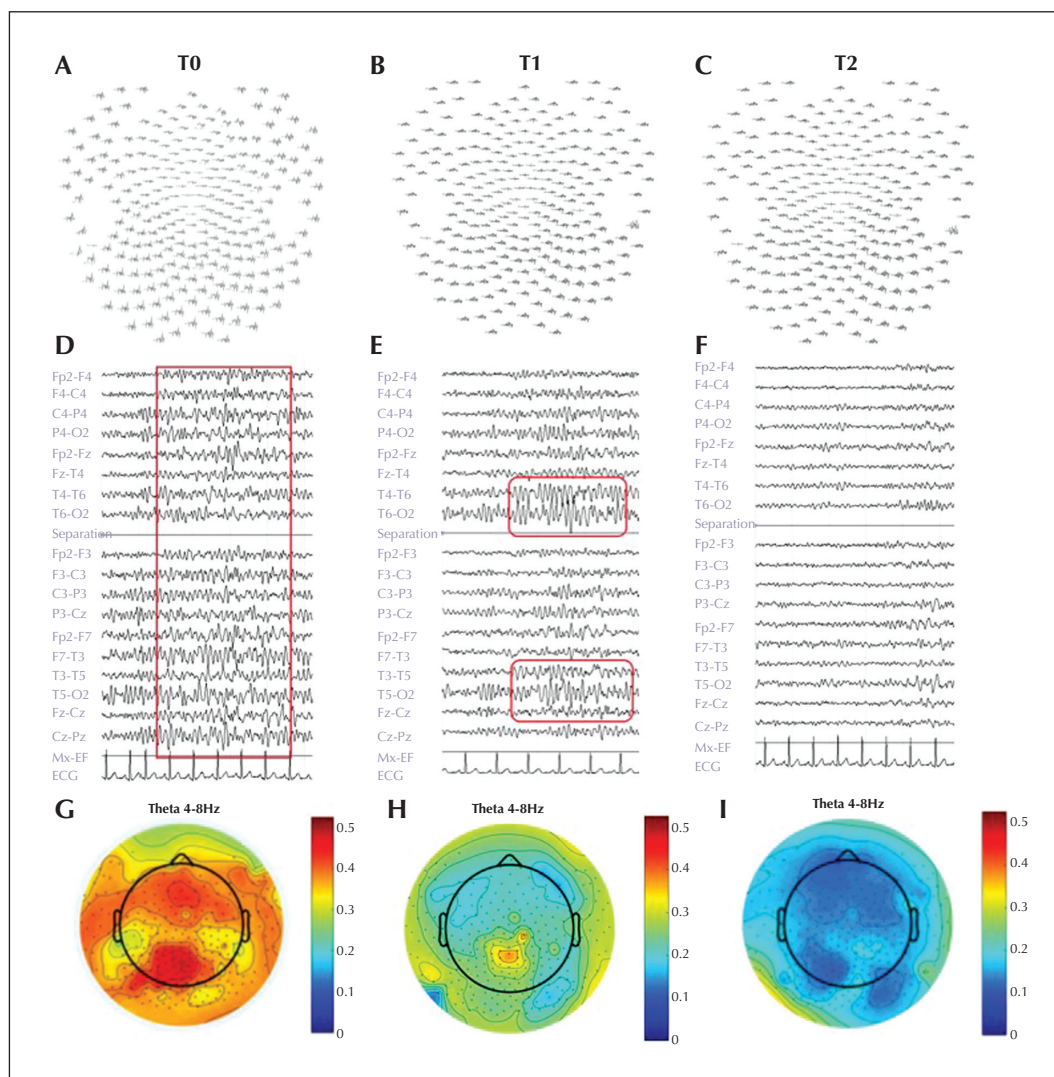 A T0 B T1 C T2
D E F
Fp2-F4
F4-C4
C4-P4
P4-O2
Fp2-Fz
Fz-T4
T4-T6
T6-O2
Separation
Fp2-F3
F3-C3
C3-P3
P3-Cz
Fp2-F7
F7-T3
T3-T5
T5-O2
Fz-Cz
Cz-Pz
Mx-EF
ECG
Fp2-F4
F4-C4
C4-P4
P4-O2
Fp2-Fz
Fz-T4
T4-T6
T6-O2
Separation
Fp2-F3
F3-C3
C3-P3
P3-Cz
Fp2-F7
F7-T3
T3-T5
T5-O2
Fz-Cz
Cz-Pz
Mx-EF
ECG
Fp2-F4
F4-C4
C4-P4
P4-O2
Fp2-Fz
Fz-T4
T4-T6
T6-O2
Separation
Fp2-F3
F3-C3
C3-P3
P3-Cz
Fp2-F7
F7-T3
T3-T5
T5-O2
Fz-Cz
Cz-Pz
Mx-EF
ECG
G Theta 4-8Hz
0.5
0.4
0.3
0.2
0.1
0
H Theta 4-8Hz
0.5
0.4
0.3
0.2
0.1
0
I Theta 4-8Hz
0.5
0.4
0.3
0.2
0.1
0